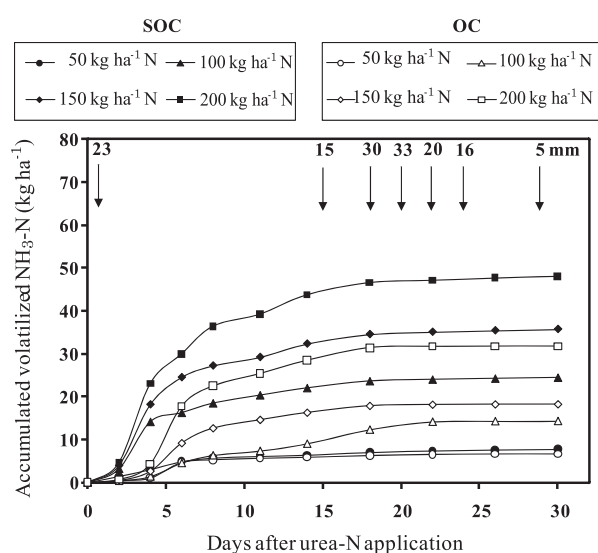 SOC OC
50 kg ha⁻¹ N 100 kg ha⁻¹ N 50 kg ha⁻¹ N 100 kg ha⁻¹ N
150 kg ha⁻¹ N 200 kg ha⁻¹ N 150 kg ha⁻¹ N 200 kg ha⁻¹ N
80
23 15 30 33 20 16 5 mm
70
60
50
40
30
20
10
0
Accumulated volatilized NH₃-N (kg ha⁻¹)
0 5 10 15 20 25 30
Days after urea-N application